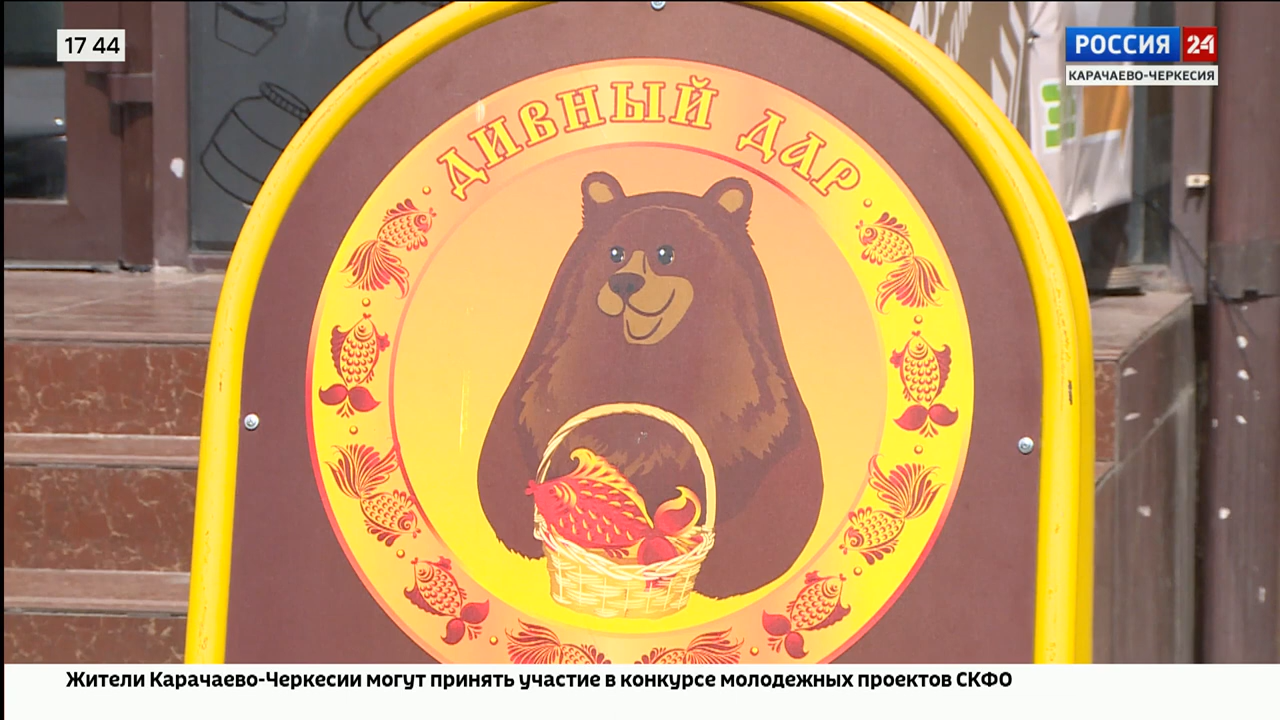 17 44
РОССИЯ 24
КАРАЧАЕВО-ЧЕРКЕСИЯ
ДИВНЫЙ ДАР
Жители Карачаево-Черкесии могут принять участие в конкурсе молодежных проектов СКФО